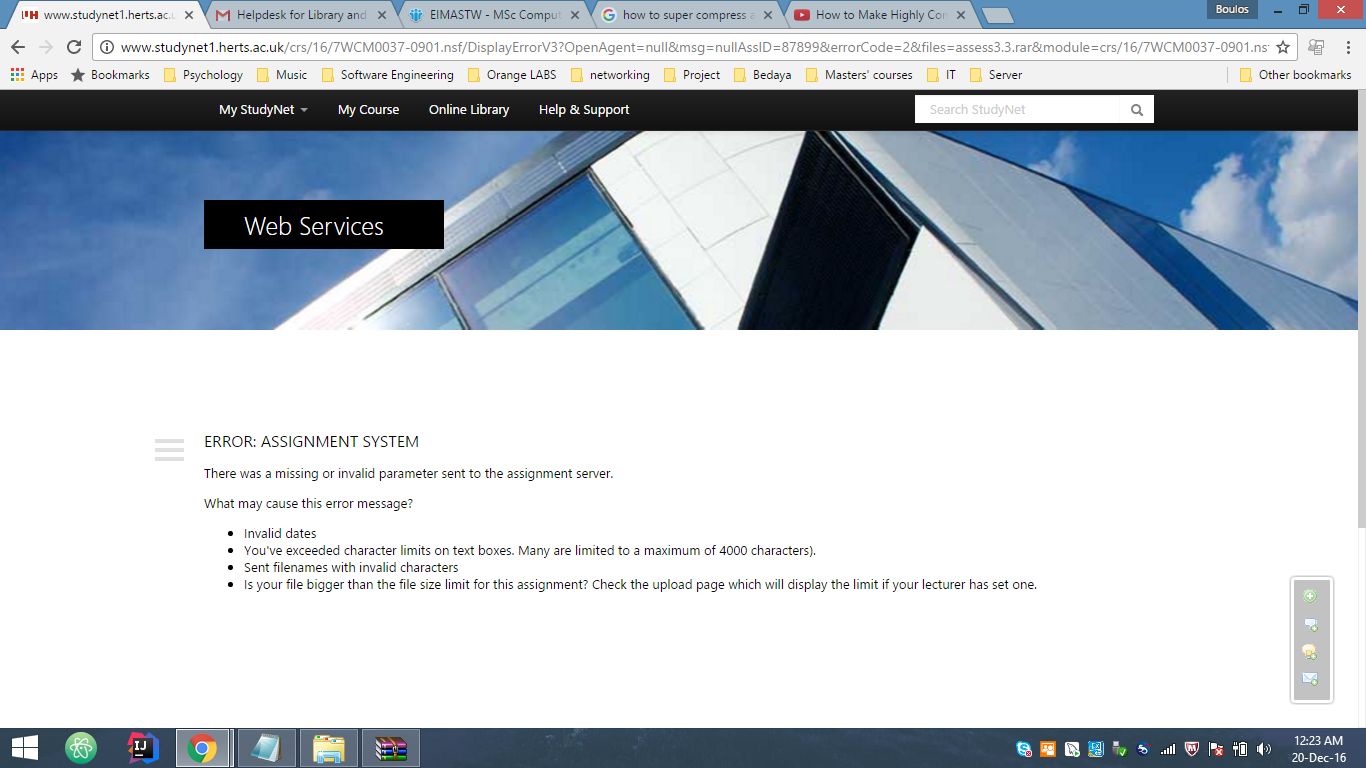 www.studynet1.herts.ac.u
Helpdesk for Library and
EIMASTW - MSc Comput
how to super compress a
How to Make Highly Con
Boulos
www.studynet1.herts.ac.uk/crs/16/7WCM0037-0901.nsf/DisplayErrorV3?OpenAgent=null&msg=nullAssID=87899&errorCode=2&files=assess3.3.rar&module=crs/16/7WCM0037-0901.ns
Apps
Bookmarks
Psychology
Music
Software Engineering
Orange LABS
networking
Project
Bedaya
Masters' courses
IT
Server
Other bookmarks
My StudyNet
My Course
Online Library
Help & Support
Search StudyNet
Web Services
ERROR: ASSIGNMENT SYSTEM
There was a missing or invalid parameter sent to the assignment server.
What may cause this error message?
Invalid dates
You've exceeded character limits on text boxes. Many are limited to a maximum of 4000 characters).
Sent filenames with invalid characters
Is your file bigger than the file size limit for this assignment? Check the upload page which will display the limit if your lecturer has set one.
IJ
12:23 AM
20-Dec-16